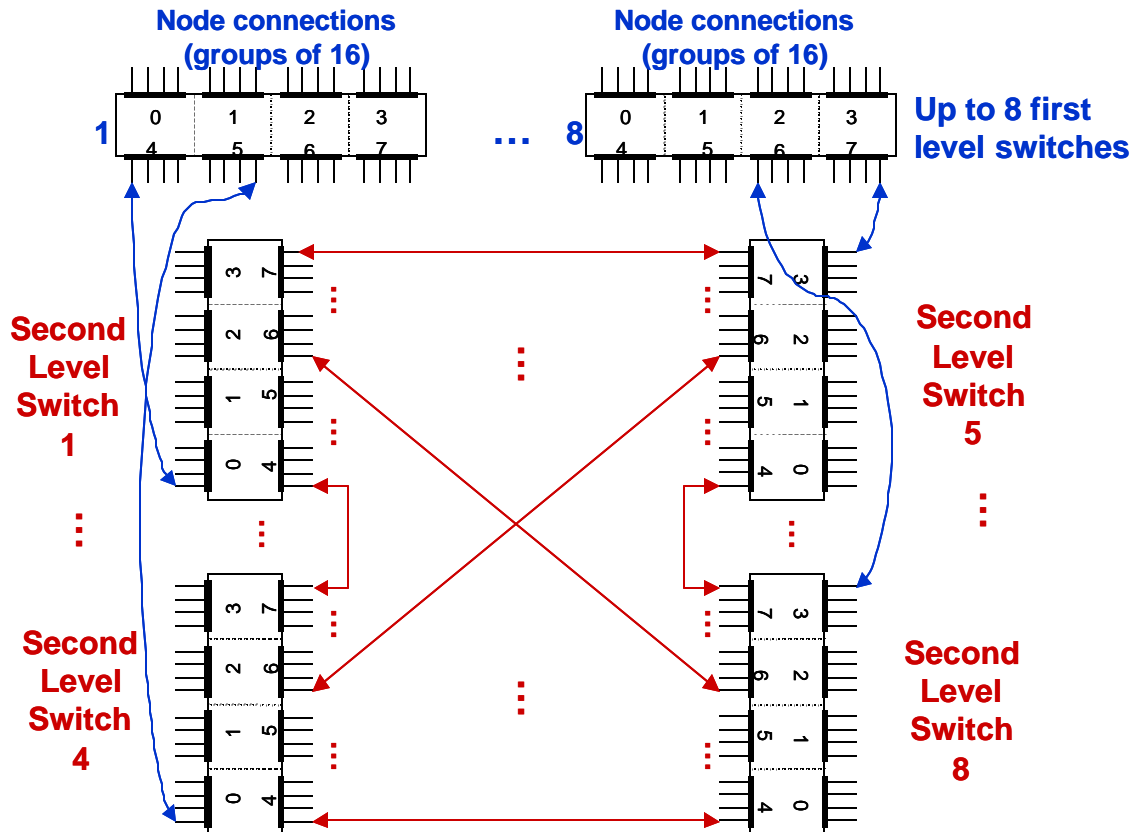 Node connections
(groups of 16)
Node connections
(groups of 16)
0 1 2 3
4 5 6 7
1
...
0 1 2 3
4 5 6 7
8
Up to 8 first
level switches
3 7
2 6
1 5
0 4
...
...
...
Second
Level
Switch
1
...
7 3
6 2
5 1
4 0
...
...
...
Second
Level
Switch
5
...
...
3 7
2 6
1 5
0 4
...
...
Second
Level
Switch
4
7 3
6 2
5 1
4 0
...
...
Second
Level
Switch
8
...